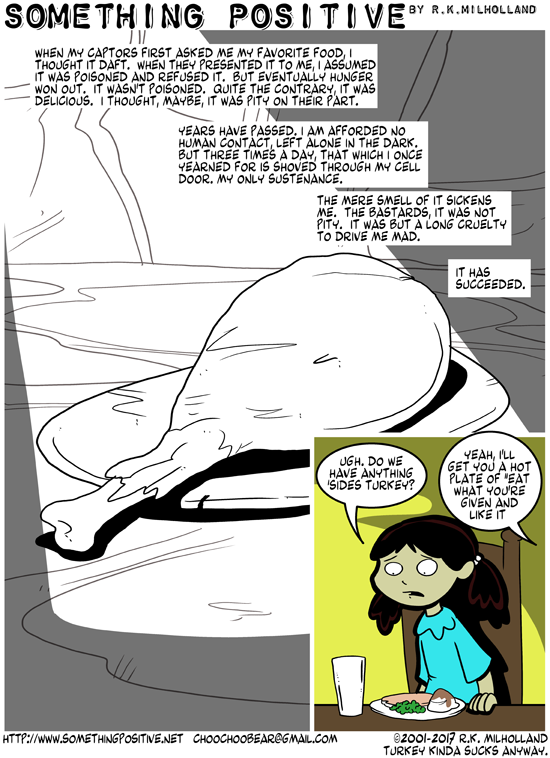 SOMETHING POSITIVE BY R.K.MILHOLLAND
WHEN MY CAPTORS FIRST ASKED ME MY FAVORITE FOOD, I
THOUGHT IT DAFT. WHEN THEY PRESENTED IT TO ME, I ASSUMED
IT WAS POISONED AND REFUSED IT. BUT EVENTUALLY HUNGER
WON OUT. IT WASN'T POISONED. QUITE THE CONTRARY, IT WAS
DELICIOUS. I THOUGHT, MAYBE, IT WAS PITY ON THEIR PART.
YEARS HAVE PASSED. I AM AFFORDED NO
HUMAN CONTACT, LEFT ALONE IN THE DARK.
BUT THREE TIMES A DAY, THAT WHICH I ONCE
YEARNED FOR IS SHOVED THROUGH MY CELL
DOOR. MY ONLY SUSTENANCE.
THE MERE SMELL OF IT SICKENS
ME. THE BASTARDS, IT WAS NOT
PITY. IT WAS BUT A LONG CRUELTY
TO DRIVE ME MAD.
IT HAS
SUCCEEDED.
UGH. DO WE
HAVE ANYTHING
'SIDES TURKEY?
YEAH, I'LL
GET YOU A HOT
PLATE OF "EAT
WHAT YOU'RE
GIVEN AND
LIKE IT
HTTP://WWW.SOMETHINGPOSITIVE.NET CHOOCHOOBEAR@GMAIL.COM
©2001-2017 R.K. MILHOLLAND
TURKEY KINDA SUCKS ANYWAY.